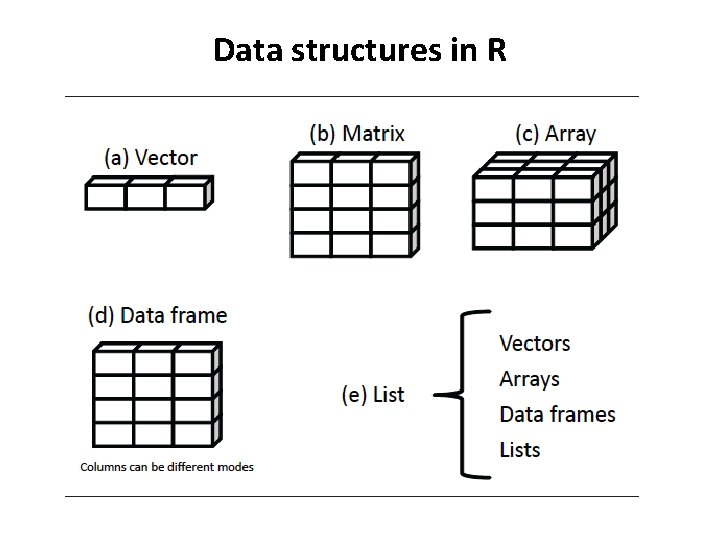 Data structures in R
(a) Vector
(b) Matrix
(c) Array
(d) Data frame
Columns can be different modes
(e) List
Vectors
Arrays
Data frames
Lists